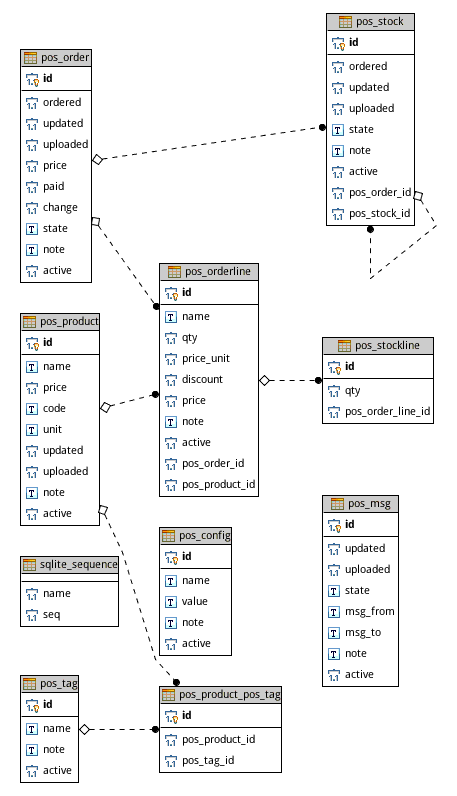 pos_order
id
ordered
updated
uploaded
price
paid
change
state
note
active
pos_stock
id
ordered
updated
uploaded
state
note
active
pos_order_id
pos_stock_id
pos_orderline
id
name
qty
price_unit
discount
price
note
active
pos_order_id
pos_product_id
pos_product
id
name
price
code
unit
updated
uploaded
note
active
pos_stockline
id
qty
pos_order_line_id
pos_msg
id
updated
uploaded
state
msg_from
msg_to
note
active
pos_config
id
name
value
note
active
sqlite_sequence
name
seq
pos_tag
id
name
note
active
pos_product_pos_tag
id
pos_product_id
pos_tag_id